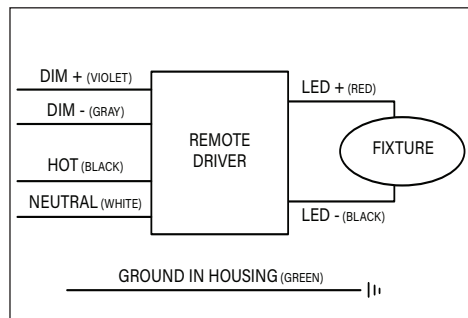 DIM + (VIOLET)
DIM - (GRAY)
HOT (BLACK)
NEUTRAL (WHITE)
REMOTE
DRIVER
LED + (RED)
FIXTURE
LED - (BLACK)
GROUND IN HOUSING (GREEN)